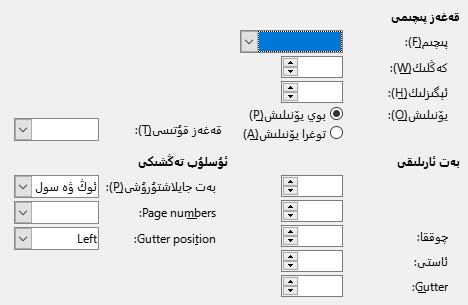 قەغەز پىچىمى
پىچىم(F):
كەڭلىك(W):
ئېگىزلىك(H):
يۆنىلىش(O):
بوي يۆنىلىش(P)
توغرا يۆنىلىش(A)
قەغەز قۇتىسى(T):
بەت ئارىلىقى
ئۇسلۇب تەڭشىكى
بەت جايلاشتۇرۇشى(P):
ئوڭ ۋە سول
Page numbers:
چوققا:
Gutter position:
Left
ئاستى:
Gutter: